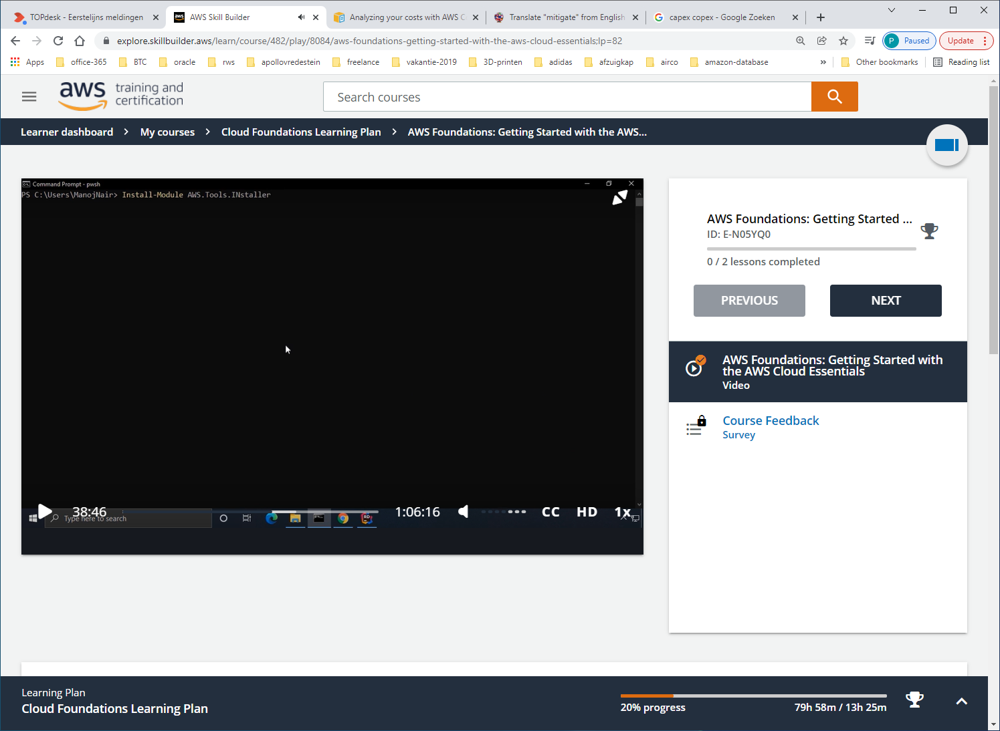 TOPdesk - Eerstelijns meldingen
AWS Skill Builder
Analyzing your costs with AWS C
Translate "mitigate" from English
capex copex - Google Zoeken
explore.skillbuilder.aws/learn/course/482/play/8084/aws-foundations-getting-started-with-the-aws-cloud-essentials;lp=82
P Paused
Update
Apps
office-365
BTC
oracle
rws
apollovredestein
freelance
vakantie-2019
3D-printen
adidas
afzuigkap
airco
amazon-database
»
Other bookmarks
Reading list
aws training and certification
Search courses
Learner dashboard > My courses > Cloud Foundations Learning Plan > AWS Foundations: Getting Started with the AWS...
Command Prompt - pwsh
PS C:\Users\ManojNair> Install-Module AWS.Tools.INstaller
38:46
1:06:16
CC
HD
1x
Type here to search
AWS Foundations: Getting Started ...
ID: E-N05YQ0
0 / 2 lessons completed
PREVIOUS
NEXT
AWS Foundations: Getting Started with
the AWS Cloud Essentials
Video
Course Feedback
Survey
Learning Plan
Cloud Foundations Learning Plan
20% progress
79h 58m / 13h 25m